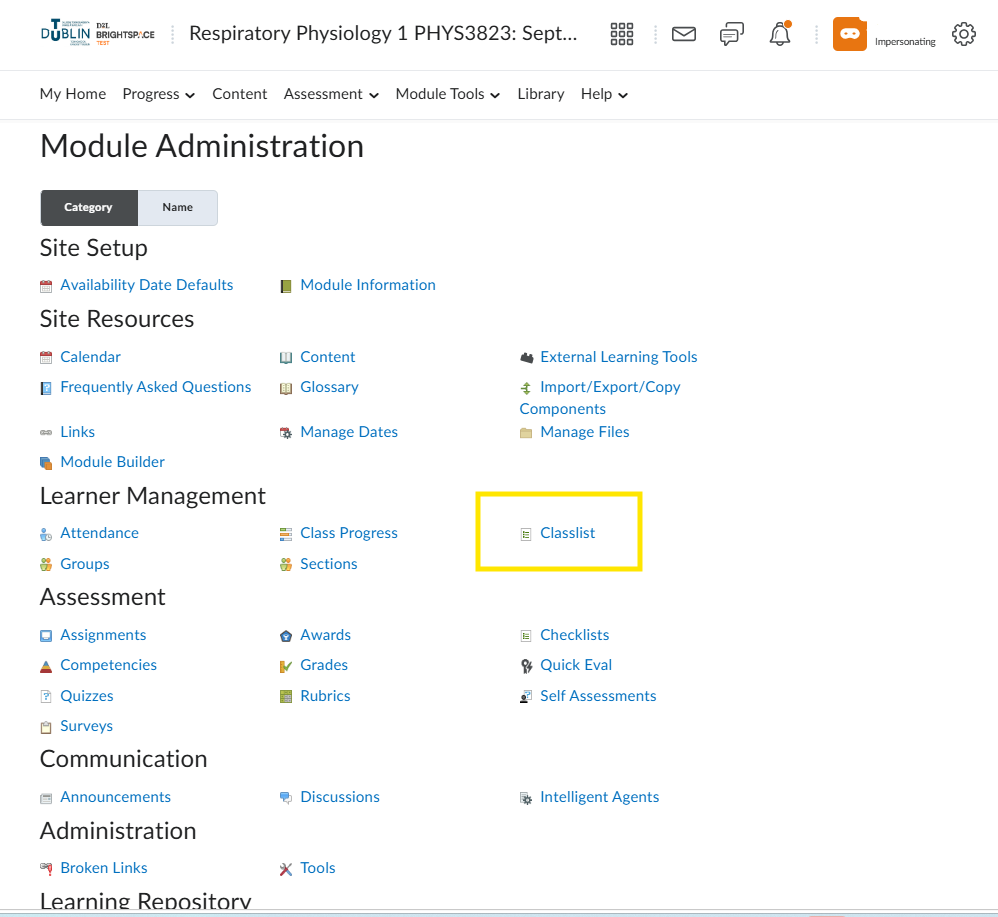 DUBLIN D2L BRIGHTSPACE TEST Respiratory Physiology 1 PHYS3823: Sept... Impersonating
My Home Progress Content Assessment Module Tools Library Help
Module Administration
Category Name
Site Setup
Availability Date Defaults Module Information
Site Resources
Calendar Content External Learning Tools
Frequently Asked Questions Glossary Import/Export/Copy
Components
Links Manage Dates Manage Files
Module Builder
Learner Management
Attendance Class Progress Classlist
Groups Sections
Assessment
Assignments Awards Checklists
Competencies Grades Quick Eval
Quizzes Rubrics Self Assessments
Surveys
Communication
Announcements Discussions Intelligent Agents
Administration
Broken Links Tools
Learning Repository